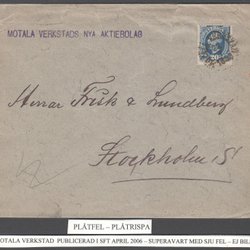 MOTALA VERKSTADS NYA AKTIEBOLAG
Herrar Frisk & Lundberg
Stockholm S!
PLÅTFEL – PLÅTRISPA
OTALA VERKSTAD PUBLICERAD I SFT APRIL 2006 – SUPERAVART MED SJU FEL – EJ